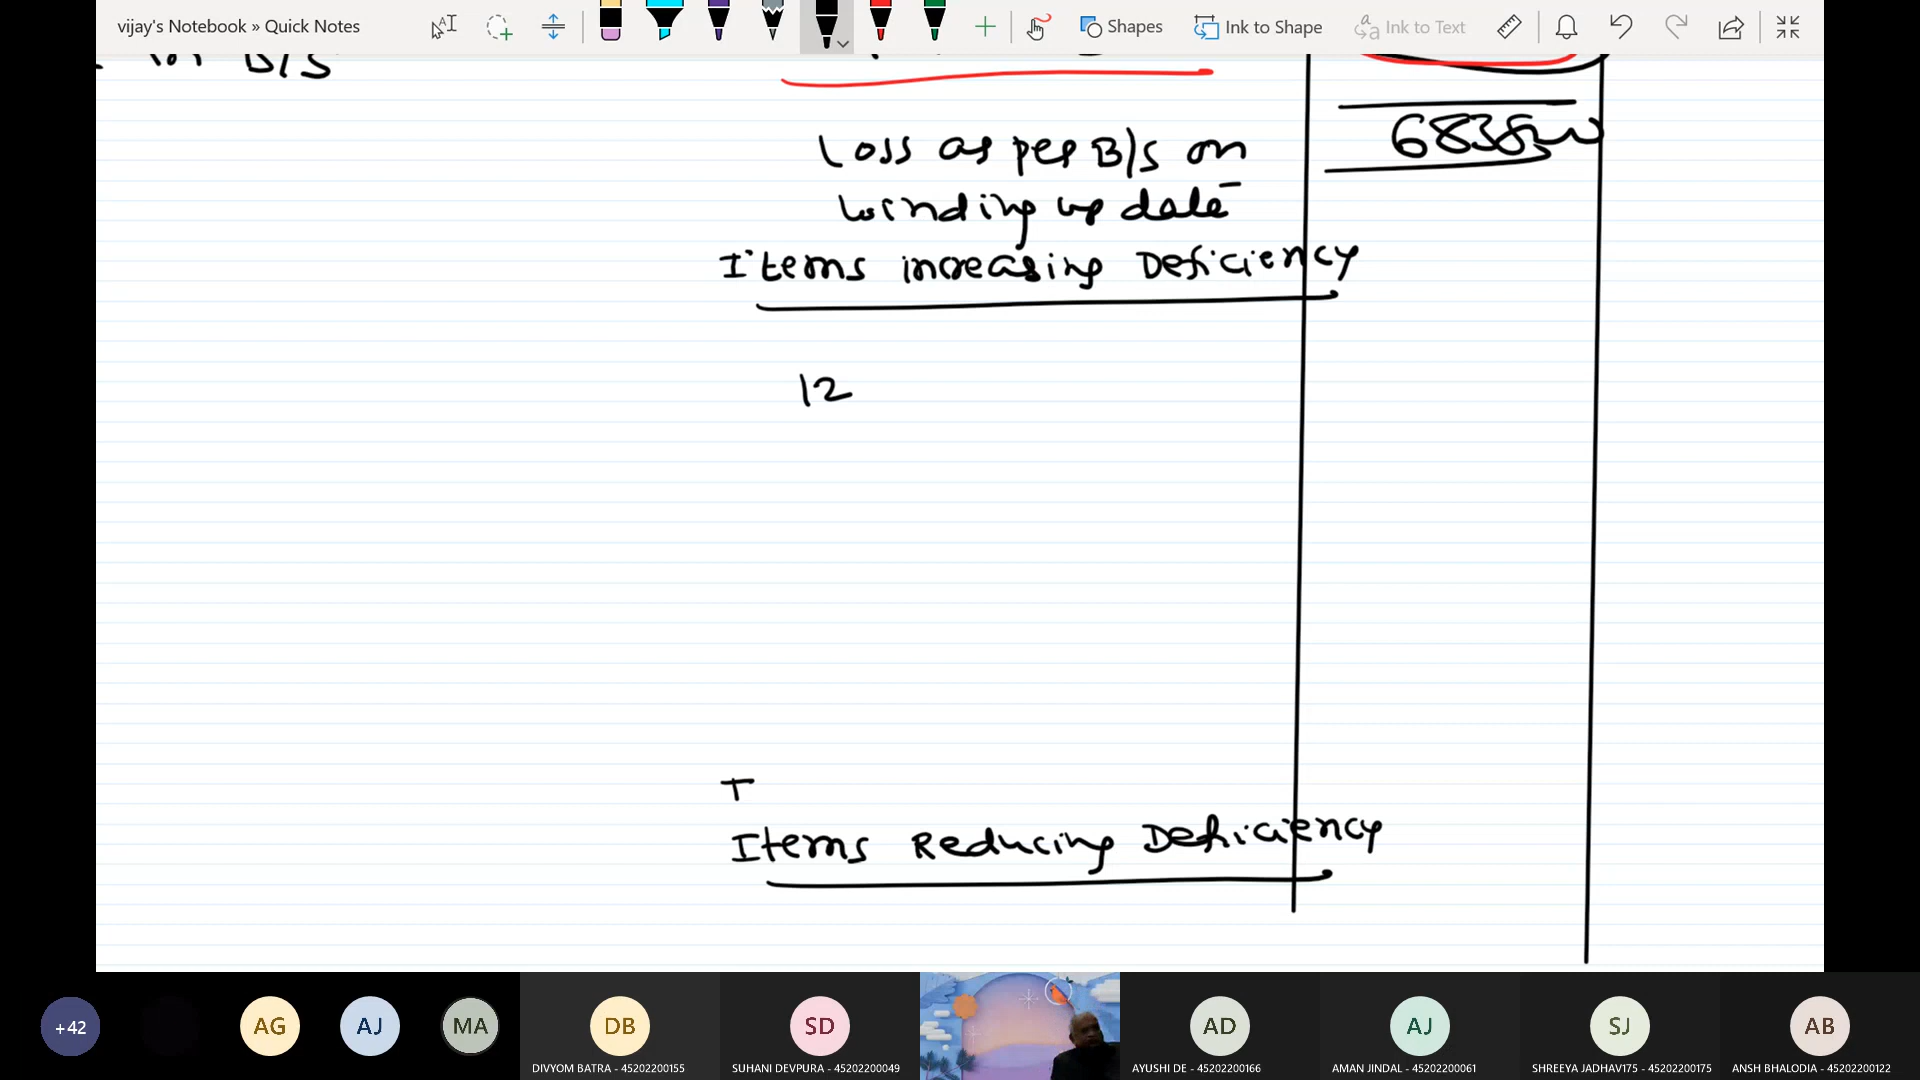 vijay's Notebook » Quick Notes
Shapes
Ink to Shape
Ink to Text
B/S
Loss as per B/S on
winding up date
Items increasing Deficiency
12
Items Reducing Deficiency
+42
AG
AJ
MA
DB
SD
AD
AJ
SJ
AB
DIVYOM BATRA - 45202200155
SUHANI DEVPURA - 45202200049
AYUSHI DE - 45202200166
AMAN JINDAL - 45202200061
SHREEYA JADHAV175 - 45202200175
ANSH BHALODIA - 45202200122